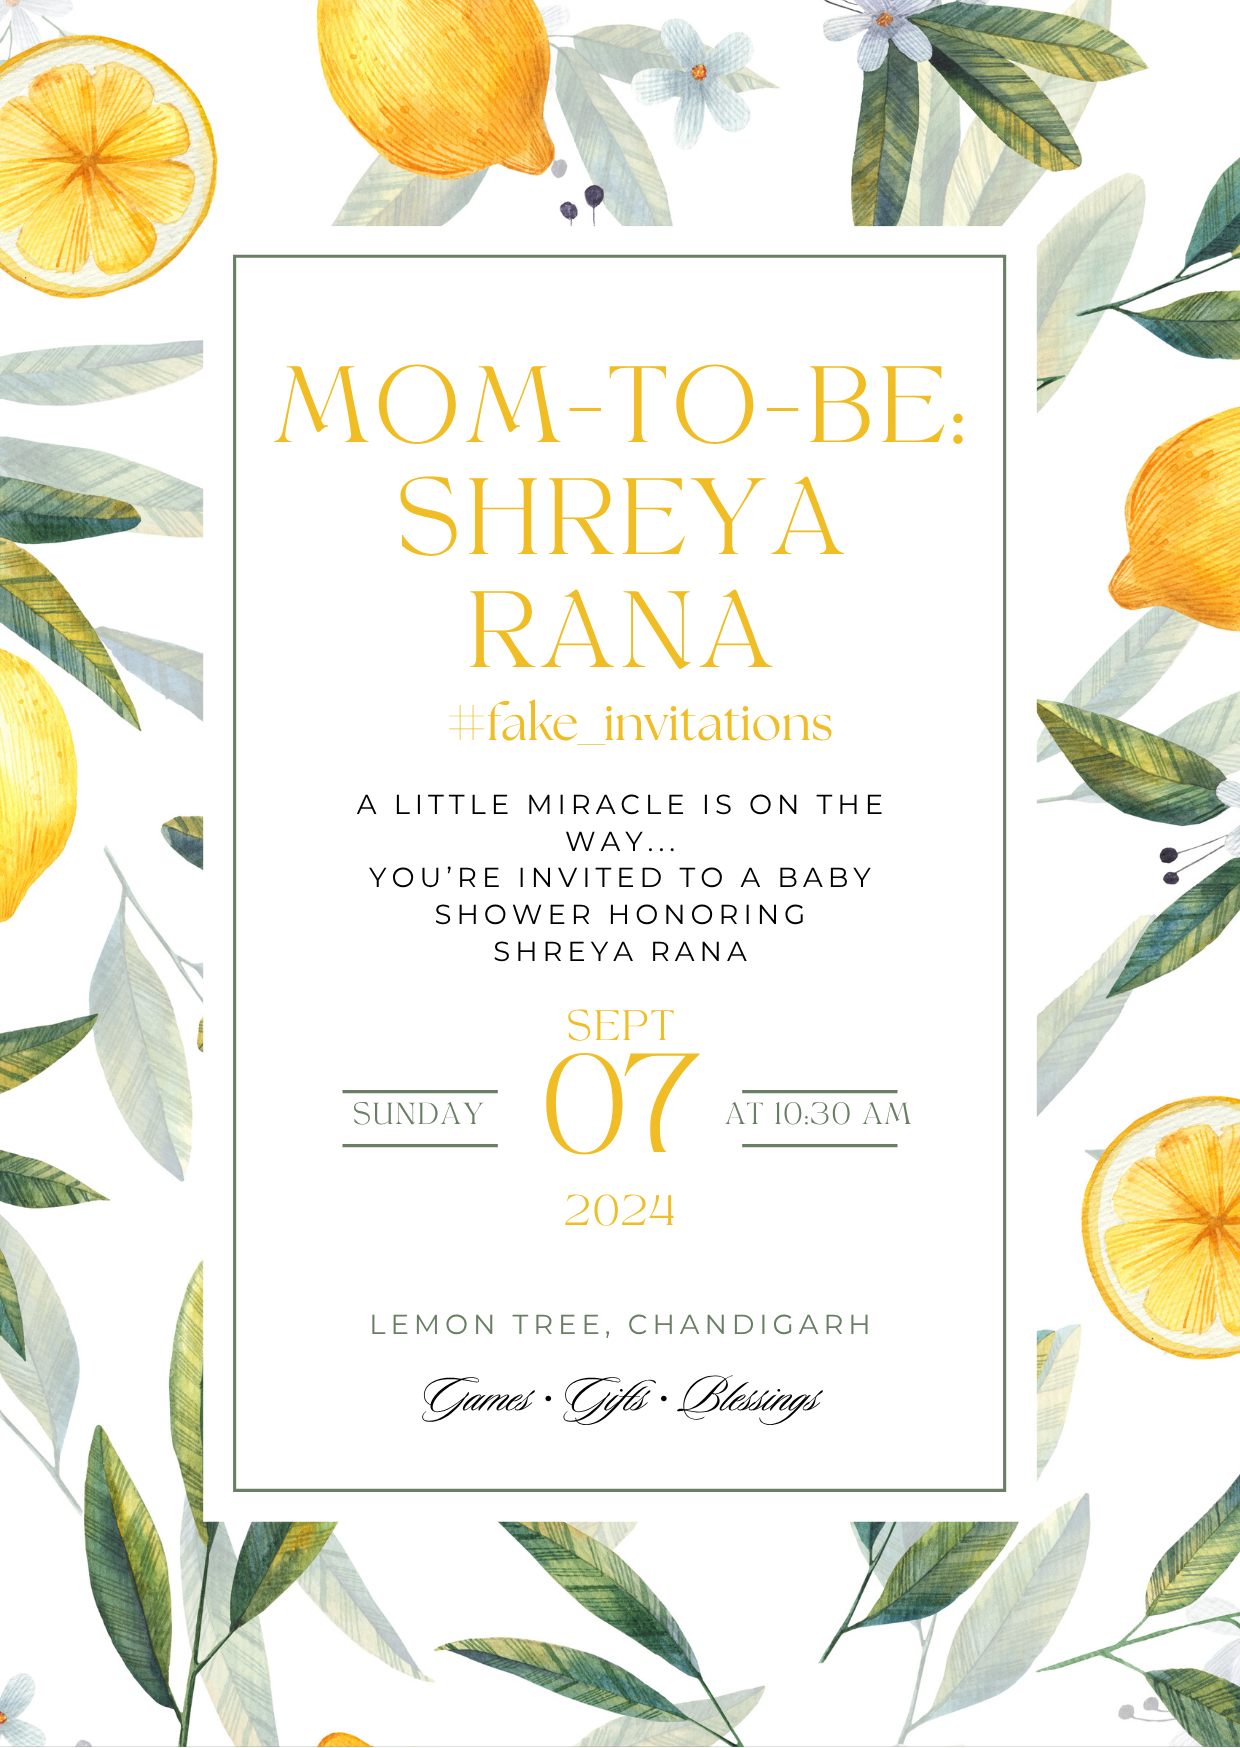 MOM-TO-BE:
SHREYA
RANA
#fake_invitations
A LITTLE MIRACLE IS ON THE
WAY...
YOU’RE INVITED TO A BABY
SHOWER HONORING
SHREYA RANA
SEPT
SUNDAY 07 AT 10:30 AM
2024
LEMON TREE, CHANDIGARH
Games • Gifts • Blessings